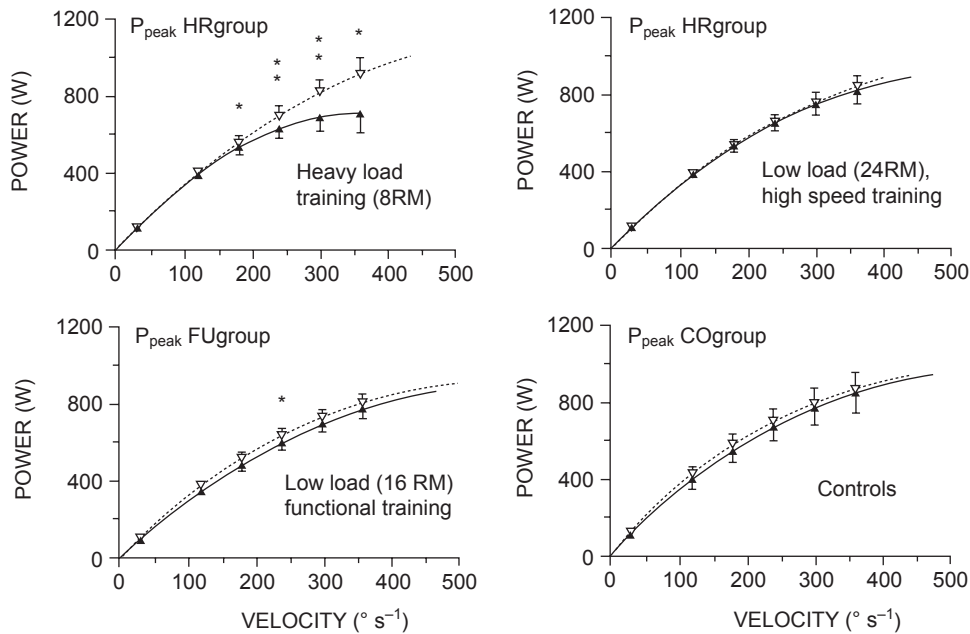 P_peak HRgroup
* * * * * *
POWER (W)
1200
800
400
0
Heavy load
training (8RM)
0 100 200 300 400 500
P_peak HRgroup
POWER (W)
1200
800
400
0
Low load (24RM),
high speed training
0 100 200 300 400 500
P_peak FUgroup
*
POWER (W)
1200
800
400
0
Low load (16 RM)
functional training
0 100 200 300 400 500
VELOCITY (° s⁻¹)
P_peak COgroup
POWER (W)
1200
800
400
0
Controls
0 100 200 300 400 500
VELOCITY (° s⁻¹)